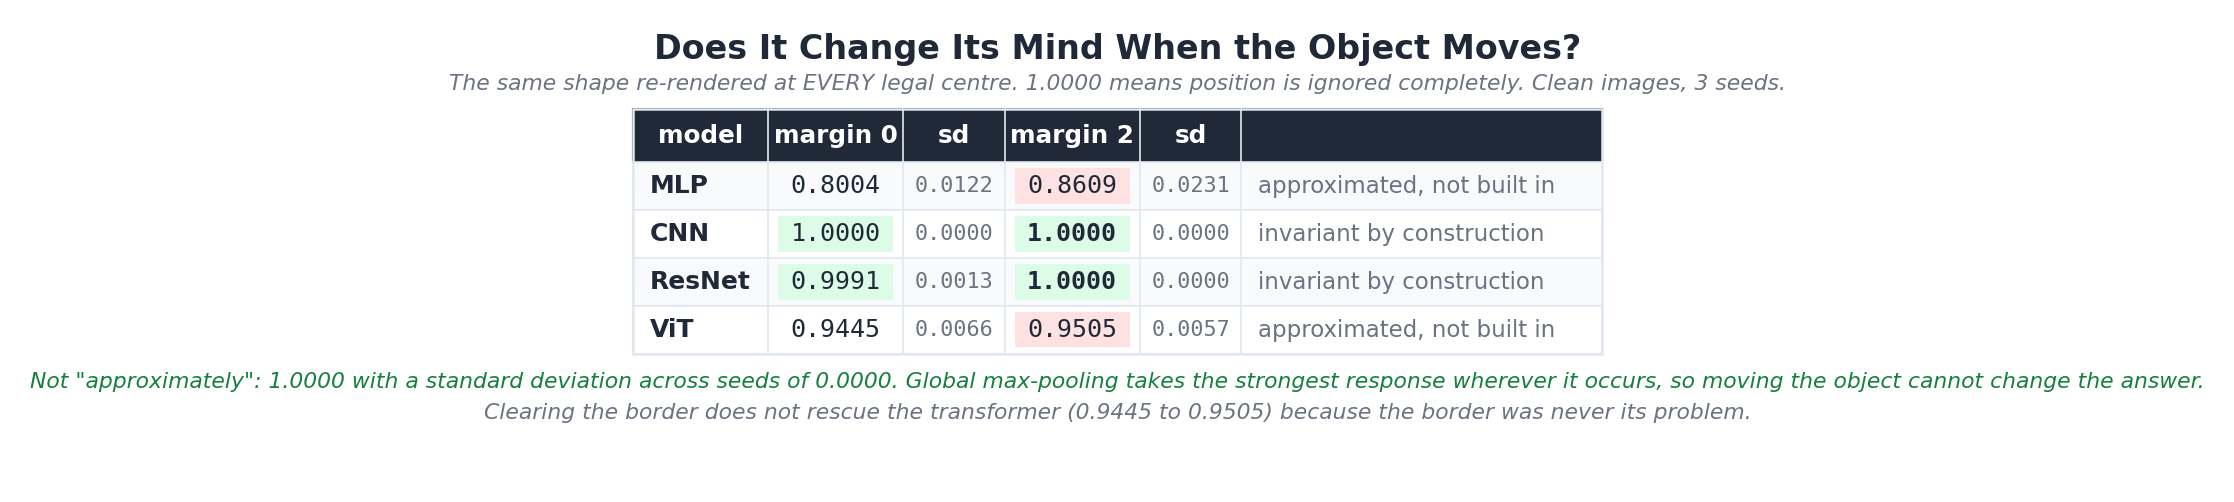 Does It Change Its Mind When the Object Moves?
The same shape re-rendered at EVERY legal centre. 1.0000 means position is ignored completely. Clean images, 3 seeds.
model margin 0 sd margin 2 sd
MLP 0.8004 0.0122 0.8609 0.0231 approximated, not built in
CNN 1.0000 0.0000 1.0000 0.0000 invariant by construction
ResNet 0.9991 0.0013 1.0000 0.0000 invariant by construction
ViT 0.9445 0.0066 0.9505 0.0057 approximated, not built in
Not "approximately": 1.0000 with a standard deviation across seeds of 0.0000. Global max-pooling takes the strongest response wherever it occurs, so moving the object cannot change the answer.
Clearing the border does not rescue the transformer (0.9445 to 0.9505) because the border was never its problem.